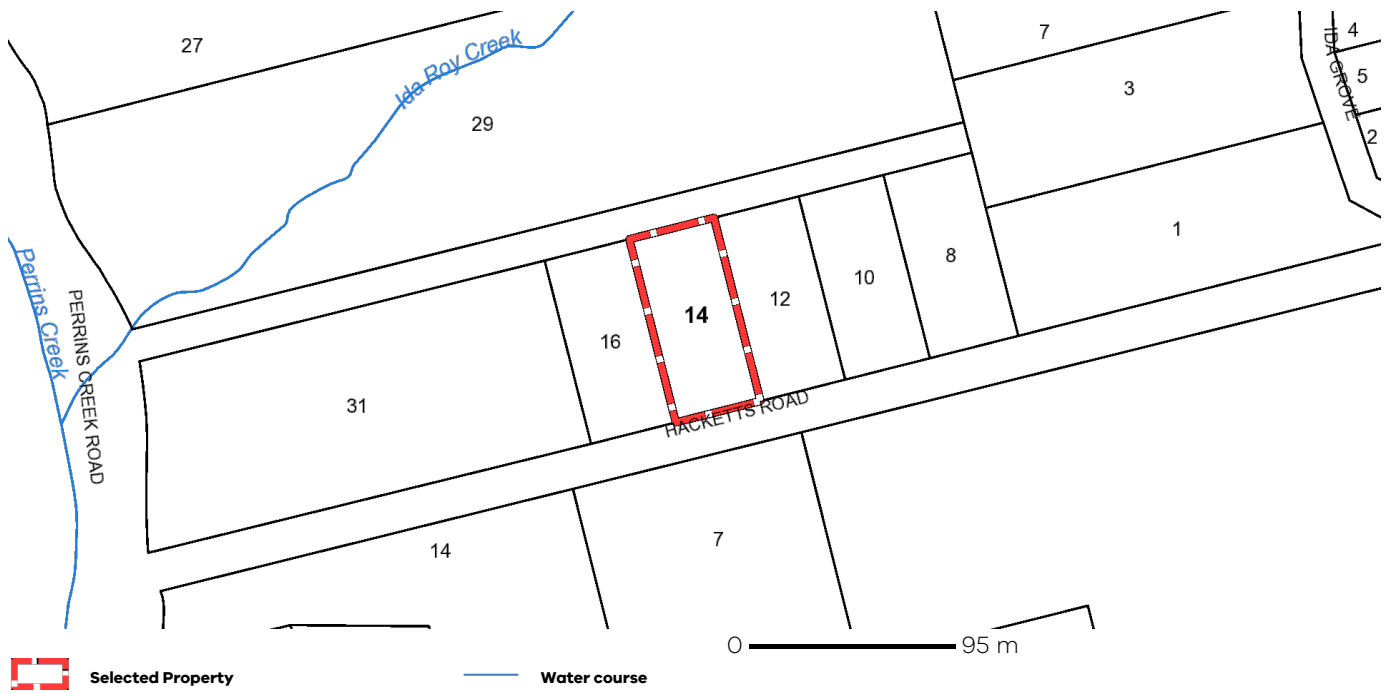 27
7
4
IDA GROVE
5
Ida Roy Creek
3
29
2
1
8
Perrins Creek
PERRINS CREEK ROAD
10
12
14
16
31
HACKETTS ROAD
7
14
0 95 m
Selected Property Water course